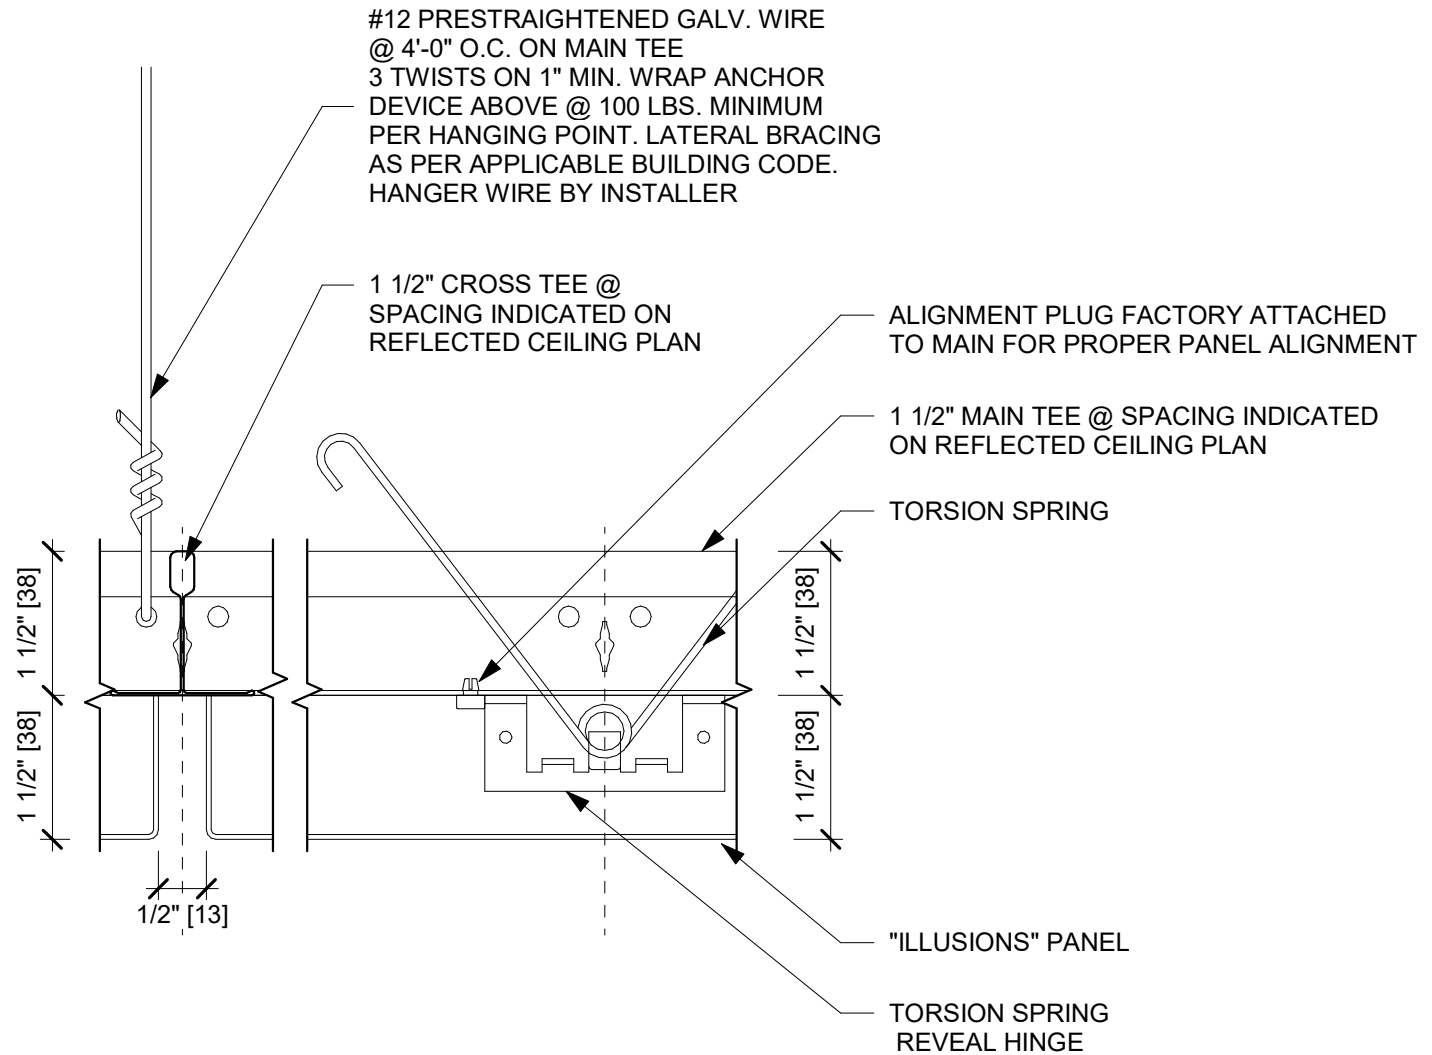 #12 PRESTRAIGHTENED GALV. WIRE
@ 4'-0" O.C. ON MAIN TEE
3 TWISTS ON 1" MIN. WRAP ANCHOR
DEVICE ABOVE @ 100 LBS. MINIMUM
PER HANGING POINT. LATERAL BRACING
AS PER APPLICABLE BUILDING CODE.
HANGER WIRE BY INSTALLER
1 1/2" CROSS TEE @
SPACING INDICATED ON
REFLECTED CEILING PLAN
ALIGNMENT PLUG FACTORY ATTACHED
TO MAIN FOR PROPER PANEL ALIGNMENT
1 1/2" MAIN TEE @ SPACING INDICATED
ON REFLECTED CEILING PLAN
TORSION SPRING
1 1/2" [38]
1 1/2" [38]
1 1/2" [38]
1 1/2" [38]
1/2" [13]
"ILLUSIONS" PANEL
TORSION SPRING
REVEAL HINGE